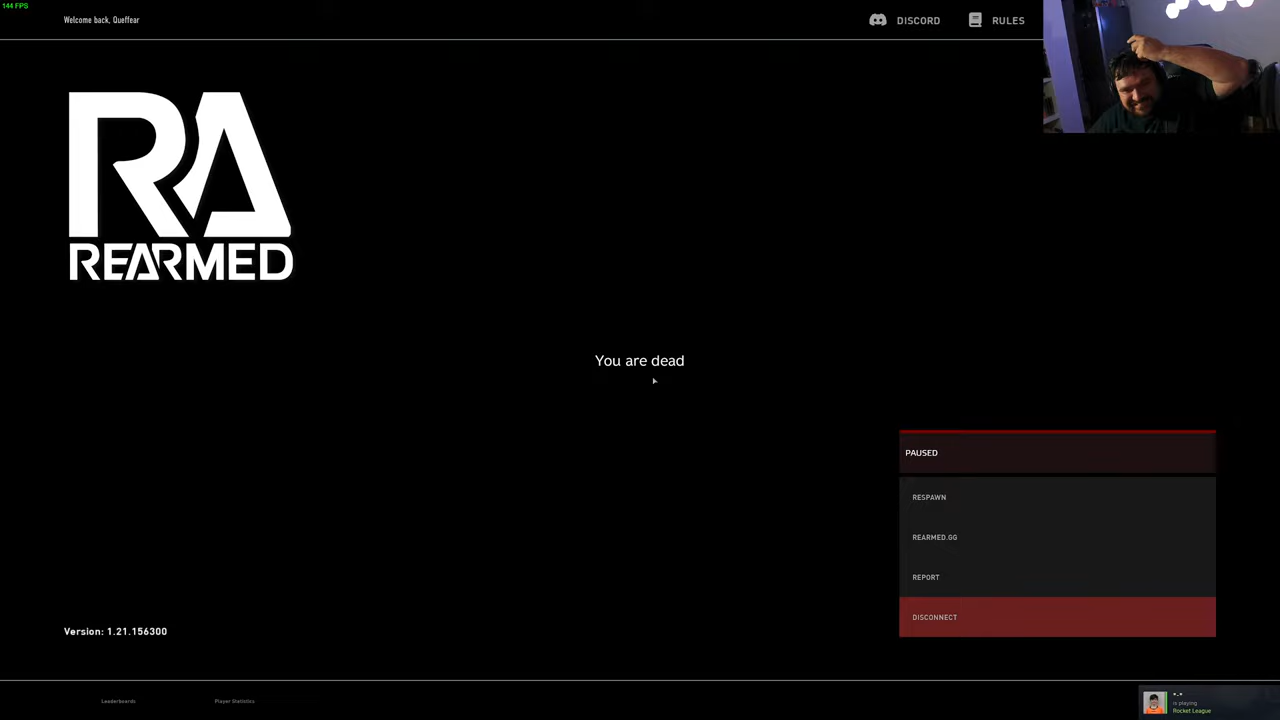 144 FPS
Welcome back, Queffear
DISCORD
RULES
RA
REARMED
You are dead
PAUSED
RESPAWN
REARMED.GG
REPORT
DISCONNECT
Version: 1.21.156300
Leaderboards
Player Statistics
*-*
is playing
Rocket League